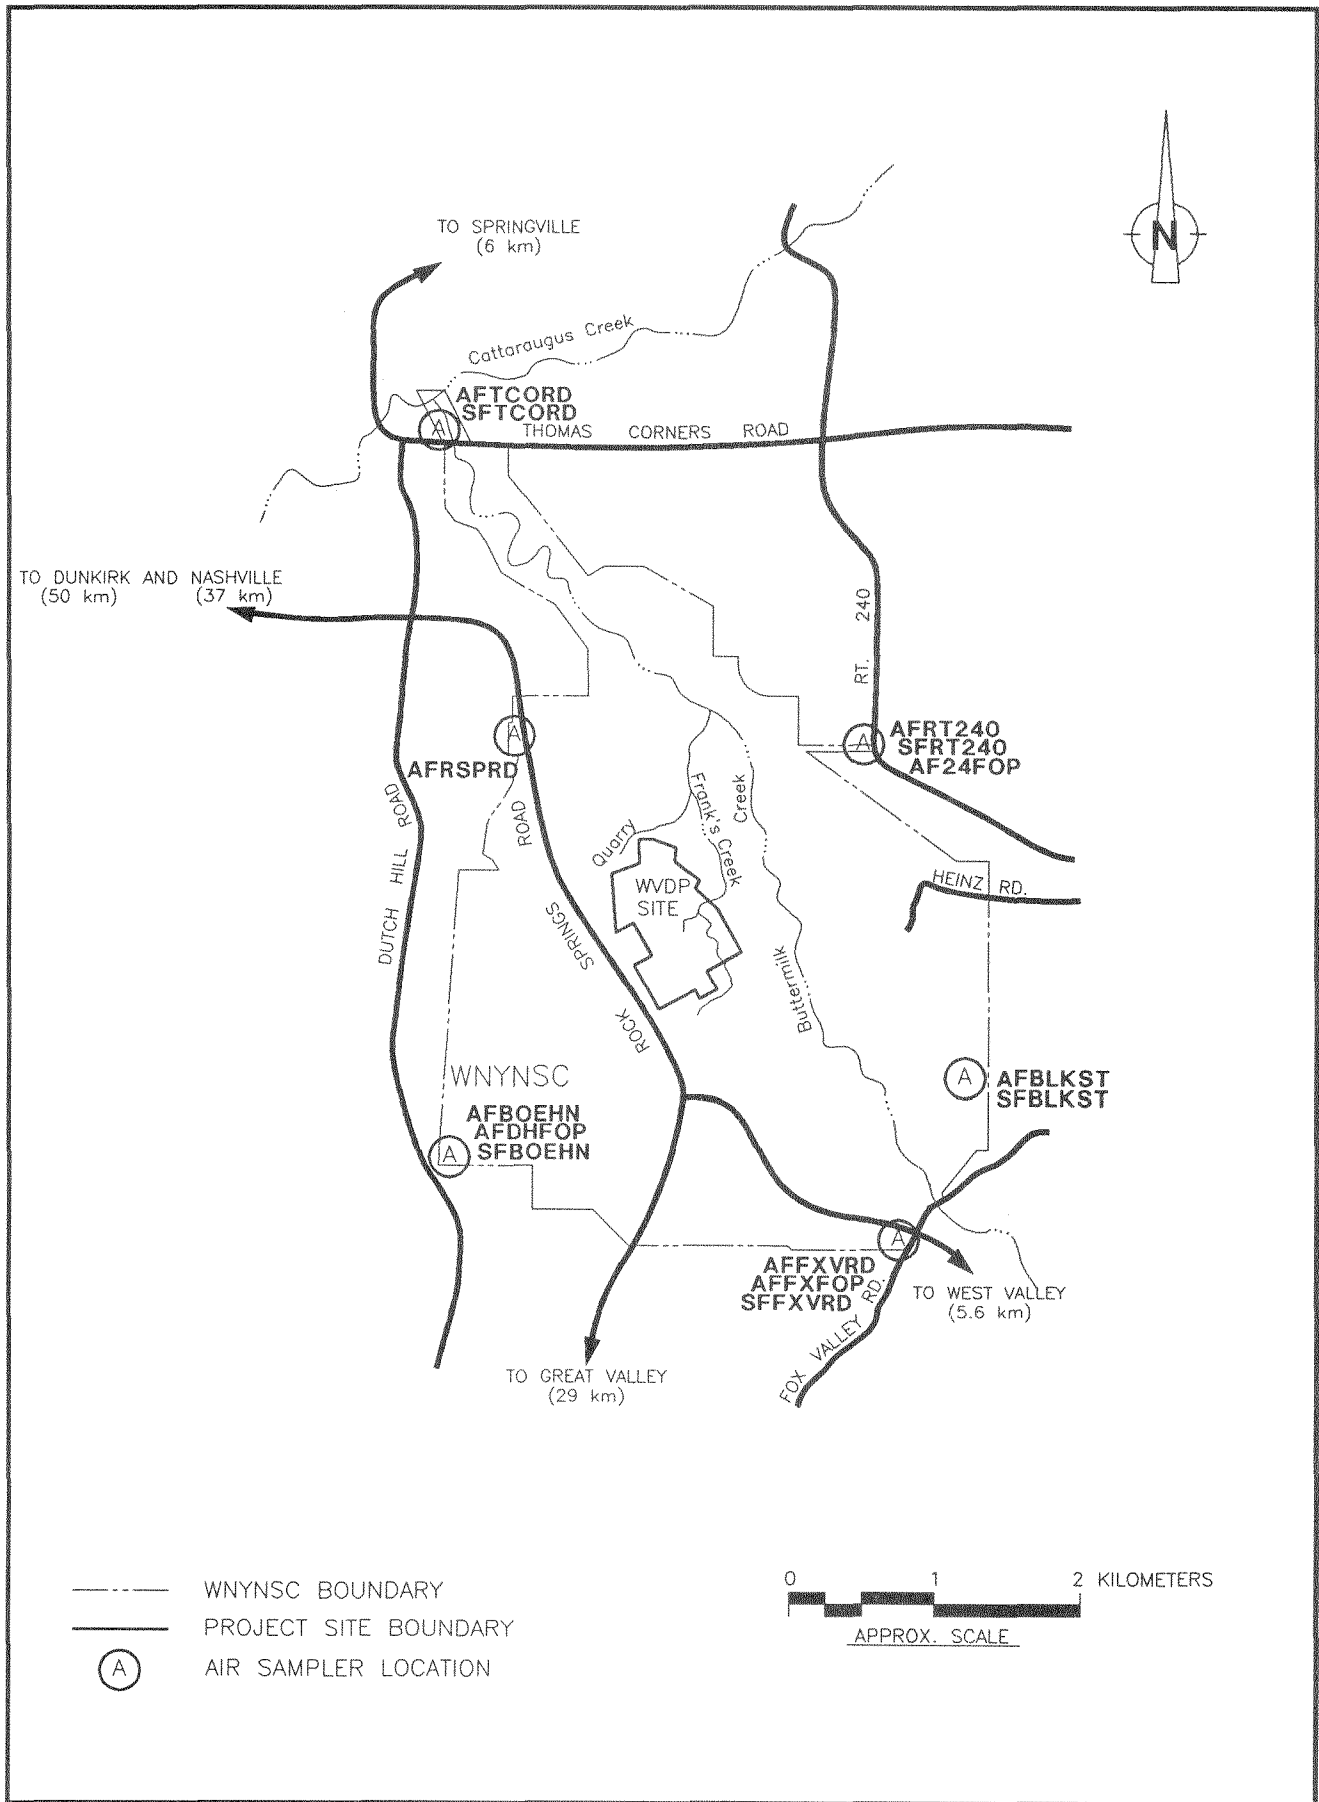 N
TO SPRINGVILLE
(6 km)
Cattaraugus Creek
AFTCORD
SFTCORD
A
THOMAS CORNERS ROAD
TO DUNKIRK AND NASHVILLE
(50 km) (37 km)
RT. 240
A
AFRSPRD
A
AFRT240
SFRT240
AF24FOP
DUTCH HILL ROAD
ROCK SPRINGS ROAD
Quarry
Frank's Creek
Buttermilk Creek
WVDP
SITE
HEINZ RD.
WNYNSC
AFBOEHN
AFDHFOP
SFBOEHN
A
A
AFBLKST
SFBLKST
A
AFFXVRD
AFFXFOP
SFFXVRD
FOX VALLEY RD.
TO WEST VALLEY
(5.6 km)
TO GREAT VALLEY
(29 km)
WNYNSC BOUNDARY
PROJECT SITE BOUNDARY
A AIR SAMPLER LOCATION
0 1 2 KILOMETERS
APPROX. SCALE